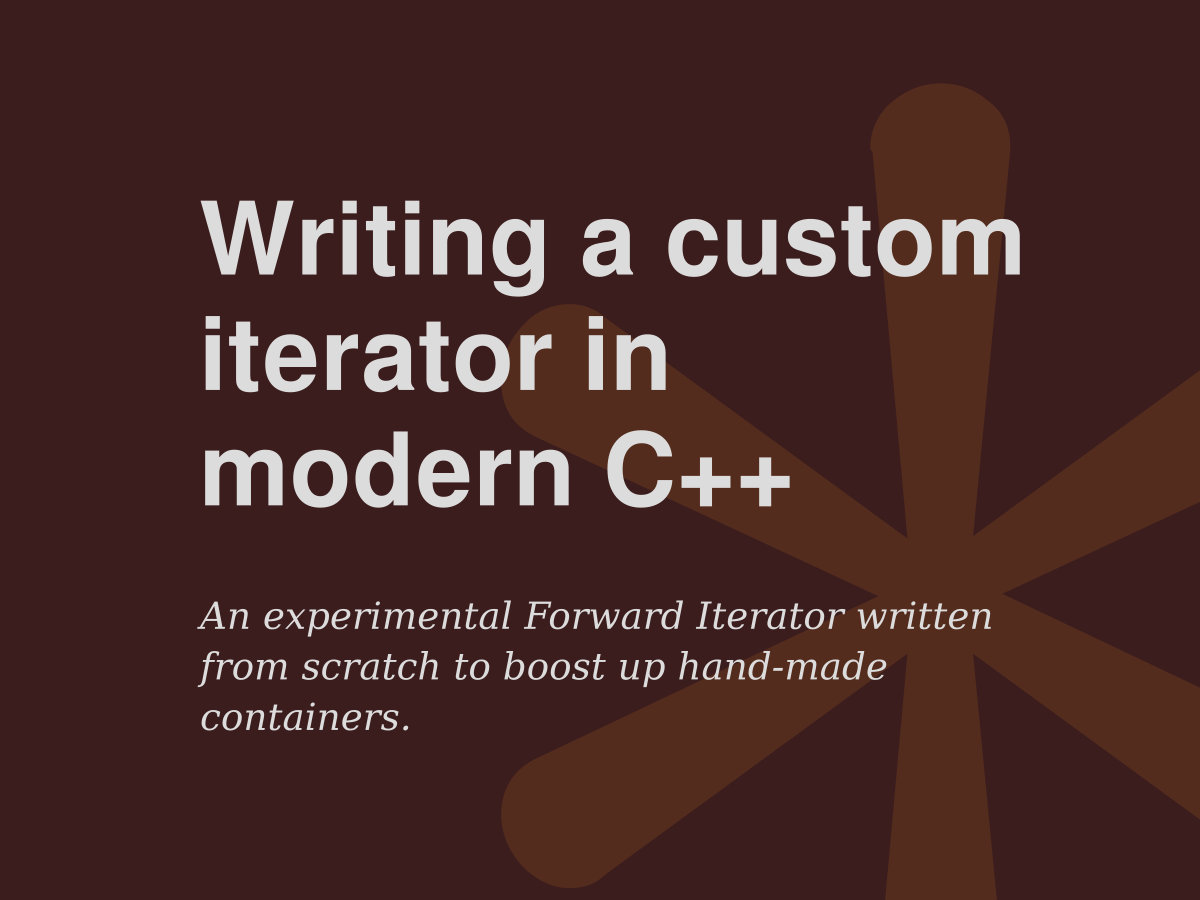 Writing a custom
iterator in
modern C++
An experimental Forward Iterator written
from scratch to boost up hand-made
containers.